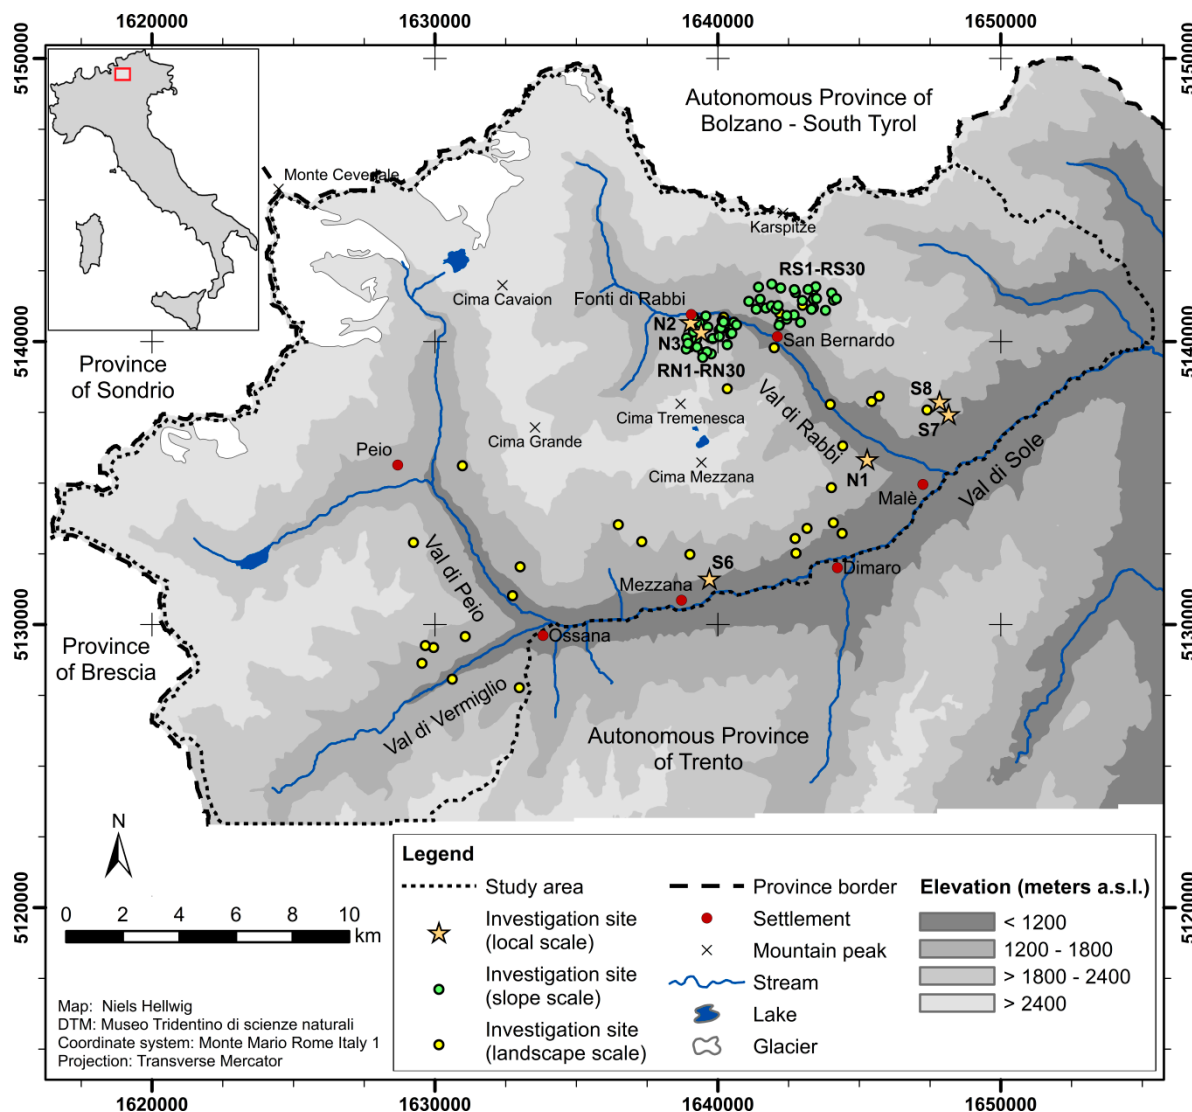 1620000
1630000
1640000
1650000
5150000
5150000
Autonomous Province of
Bolzano - South Tyrol
Monte Cevedale
Karspitze
RS1-RS30
Cima Cavaion
Fonti di Rabbi
N2
N3
San Bernardo
5140000
5140000
Province
of Sondrio
RN1-RN30
S8
S7
Cima Tremenesca
Val di Rabbi
Cima Grande
Peio
Cima Mezzana
N1
Malè
Val di Sole
Val di Peio
S6
Mezzana
Dimaro
5130000
5130000
Ossana
Province
of Brescia
Val di Vermiglio
Autonomous Province
of Trento
N
Legend
Study area
Investigation site
(local scale)
Investigation site
(slope scale)
Investigation site
(landscape scale)
Province border
Settlement
Mountain peak
Stream
Lake
Glacier
Elevation (meters a.s.l.)
< 1200
1200 - 1800
> 1800 - 2400
> 2400
5120000
5120000
0 2 4 6 8 10
km
Map: Niels Hellwig
DTM: Museo Tridentino di scienze naturali
Coordinate system: Monte Mario Rome Italy 1
Projection: Transverse Mercator
1620000
1630000
1640000
1650000